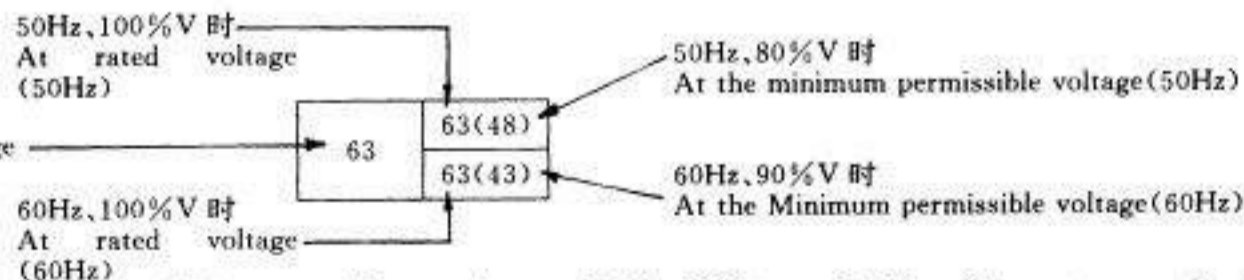 50Hz、100%V 时
At rated voltage
(50Hz)
50Hz、80%V 时
At the minimum permissible voltage(50Hz)
63
63(48)
63(43)
60Hz、100%V 时
At rated voltage
(60Hz)
60Hz、90%V 时
At the Minimum permissible voltage(60Hz)